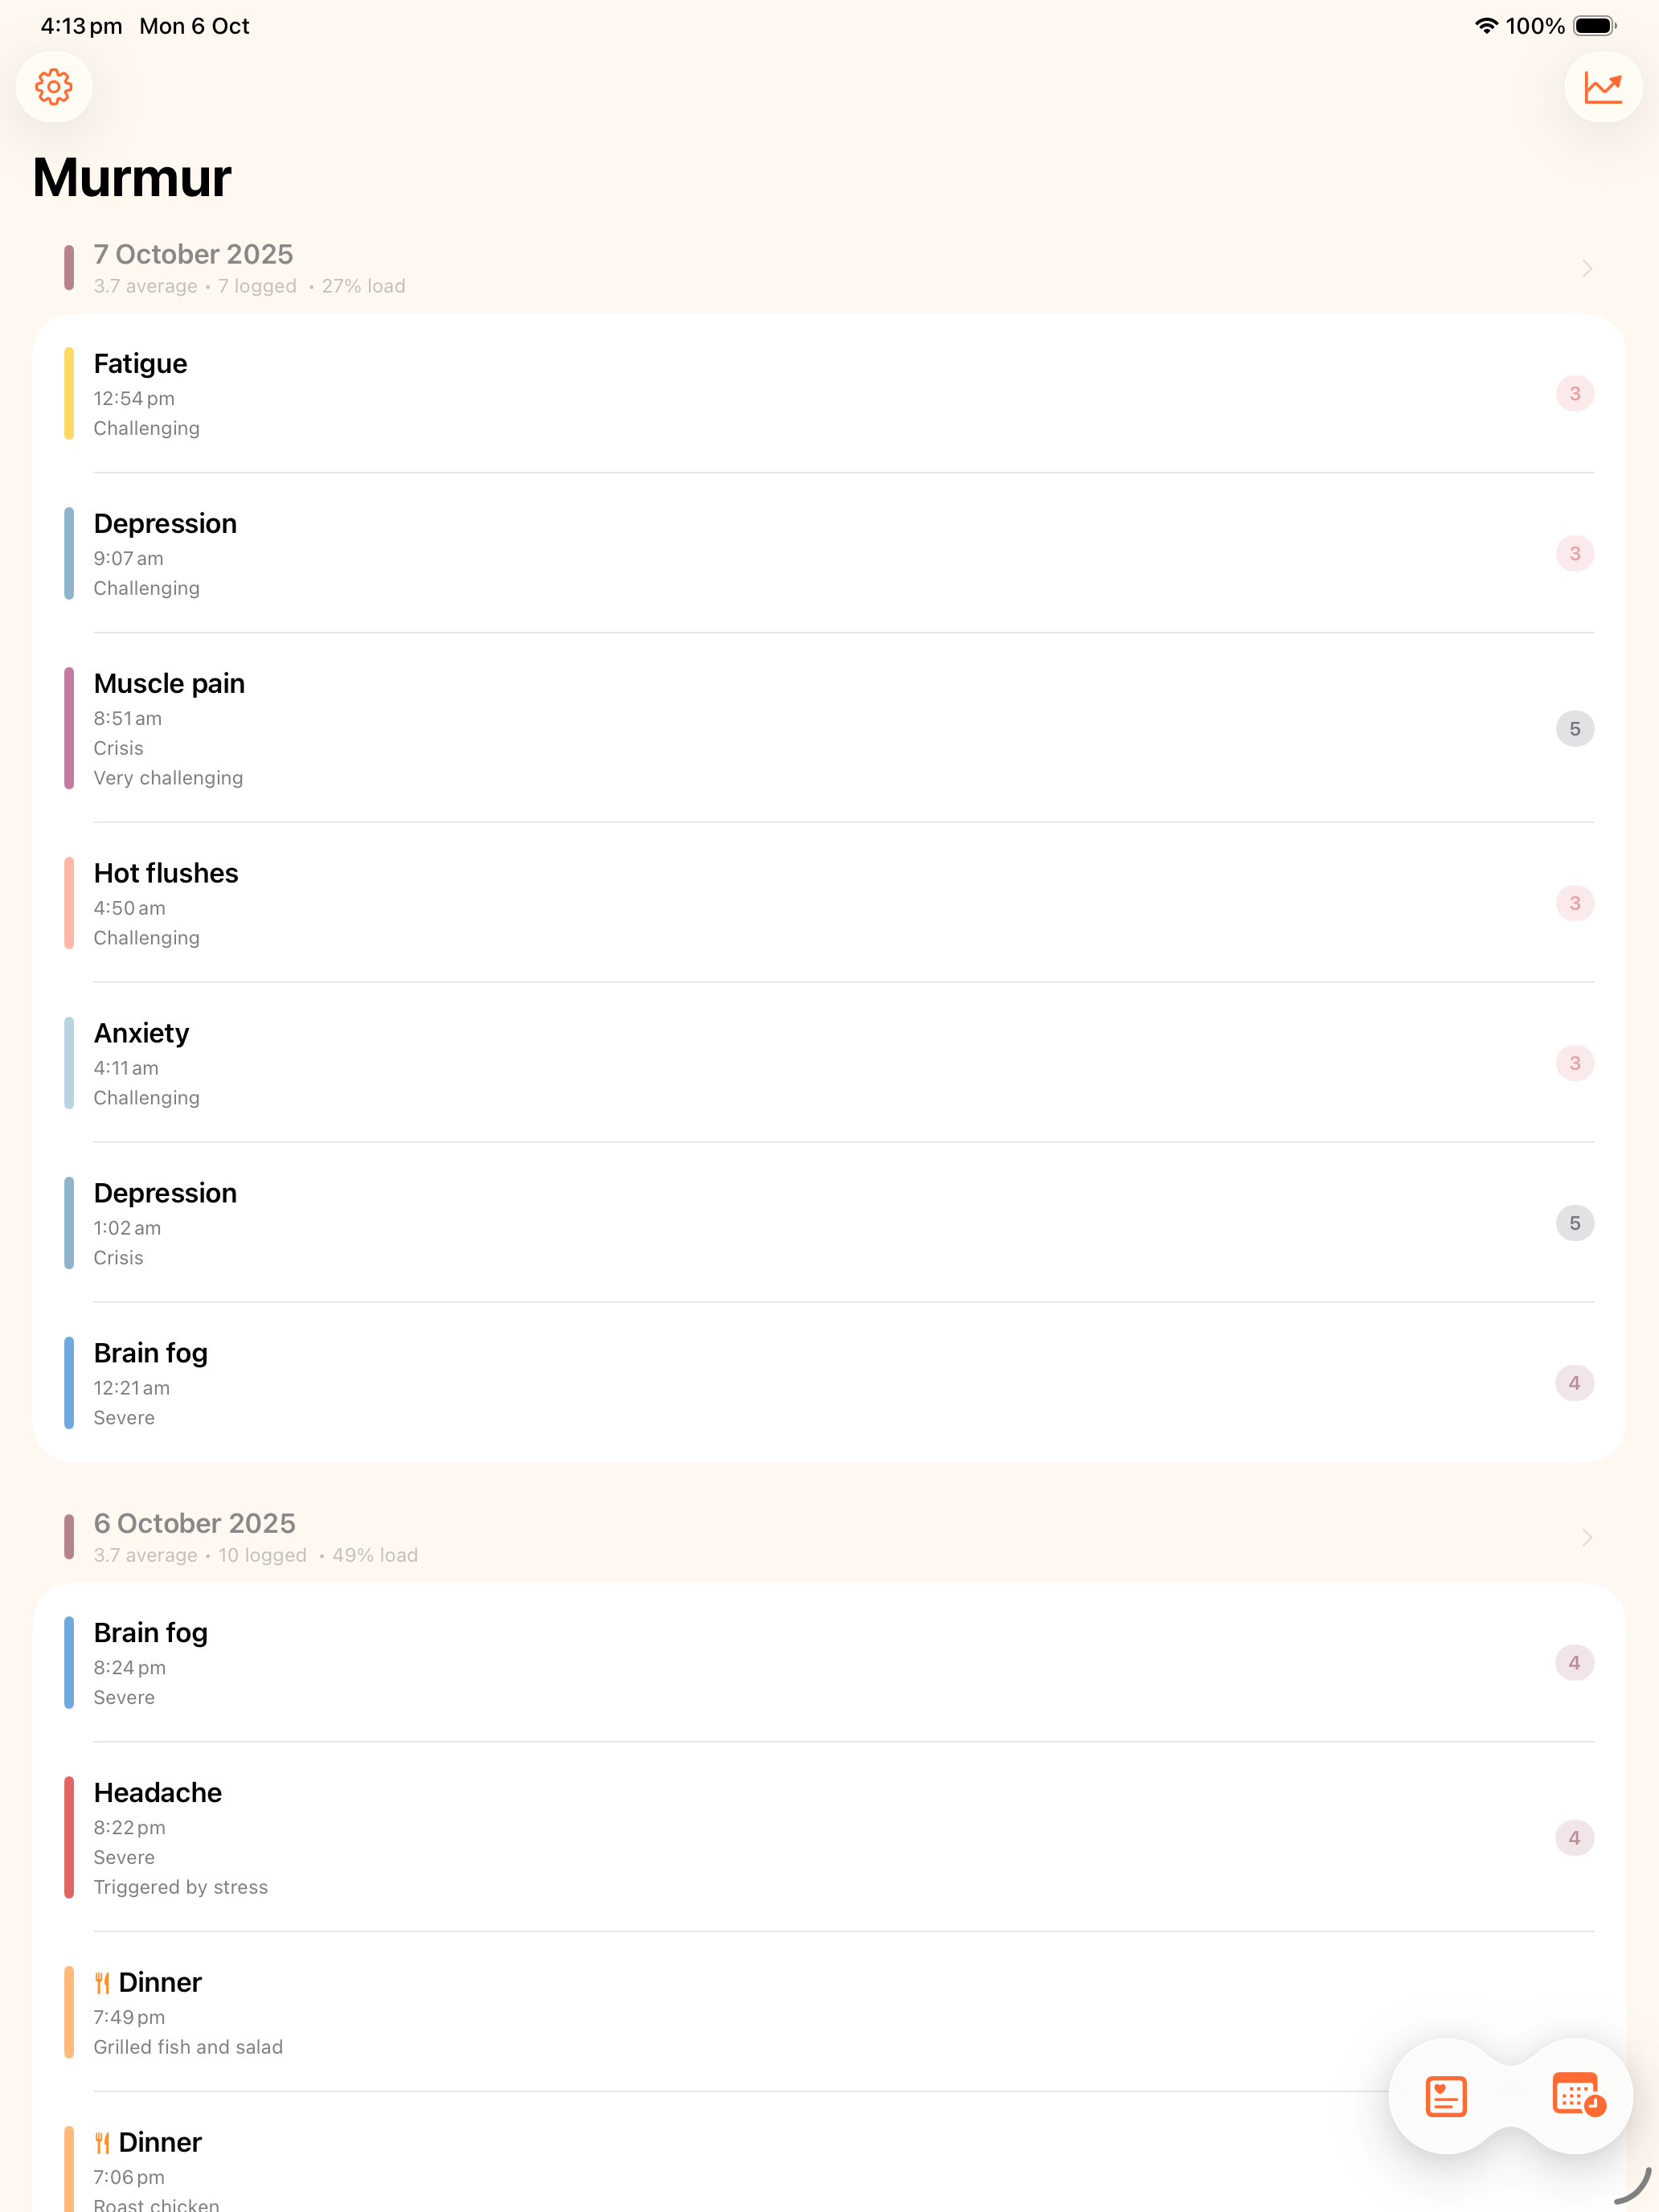 4:13 pm Mon 6 Oct 100%
Murmur
7 October 2025
3.7 average • 7 logged • 27% load
Fatigue
12:54 pm
Challenging
3
Depression
9:07 am
Challenging
3
Muscle pain
8:51 am
Crisis
Very challenging
5
Hot flushes
4:50 am
Challenging
3
Anxiety
4:11 am
Challenging
3
Depression
1:02 am
Crisis
5
Brain fog
12:21 am
Severe
4
6 October 2025
3.7 average • 10 logged • 49% load
Brain fog
8:24 pm
Severe
4
Headache
8:22 pm
Severe
Triggered by stress
4
Dinner
7:49 pm
Grilled fish and salad
Dinner
7:06 pm
Roast chicken